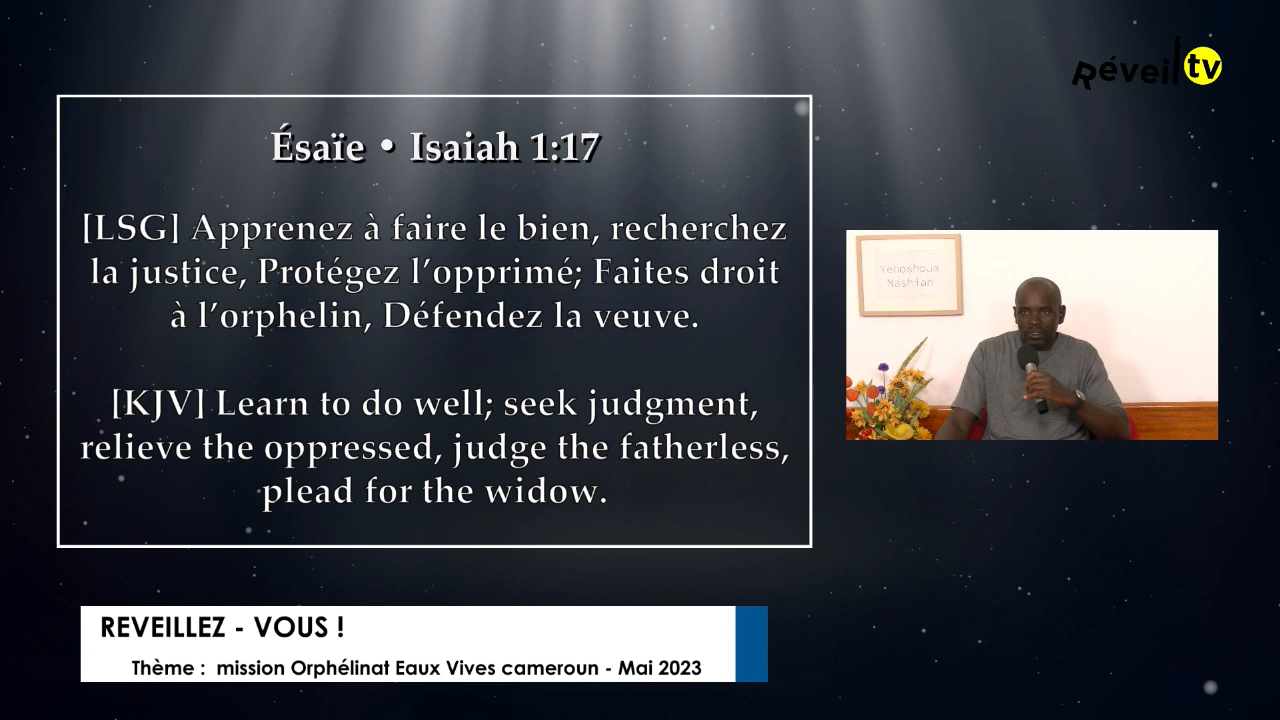 Réveil tv
Ésaïe • Isaiah 1:17
[LSG] Apprenez à faire le bien, recherchez
la justice, Protégez l’opprimé; Faites droit
à l’orphelin, Défendez la veuve.
[KJV] Learn to do well; seek judgment,
relieve the oppressed, judge the fatherless,
plead for the widow.
Yehoshoua
Mashiah
REVEILLEZ - VOUS !
Thème : mission Orphélinat Eaux Vives cameroun - Mai 2023